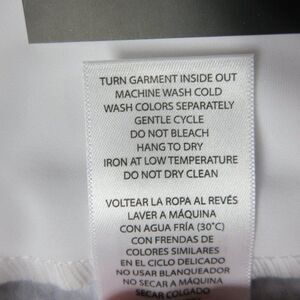 TURN GARMENT INSIDE OUT
MACHINE WASH COLD
WASH COLORS SEPARATELY
GENTLE CYCLE
DO NOT BLEACH
HANG TO DRY
IRON AT LOW TEMPERATURE
DO NOT DRY CLEAN
VOLTEAR LA ROPA AL REVÉS
LAVER A MÁQUINA
CON AGUA FRÍA (30°C)
CON FRENDAS DE
COLORES SIMILARES
EN EL CICLO DELICADO
NO USAR BLANQUEADOR
NO SECAR A MÁQUINA
SECAR COLGADO